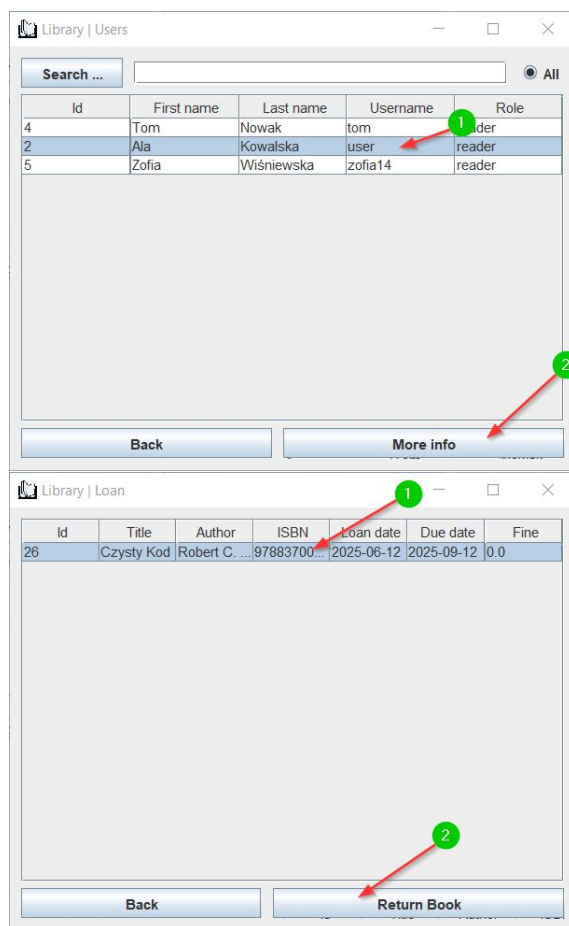 Library | Users
Search ... All
Id First name Last name Username Role
1
4 Tom Nowak tom
2 Ala Kowalska user reader
5 Zofia Wiśniewska zofia14 reader
2
Back More info
Library | Loan
1
Id Title Author ISBN Loan date Due date Fine
26 Czysty Kod Robert C. ... 97883700... 2025-06-12 2025-09-12 0.0
2
Back Return Book